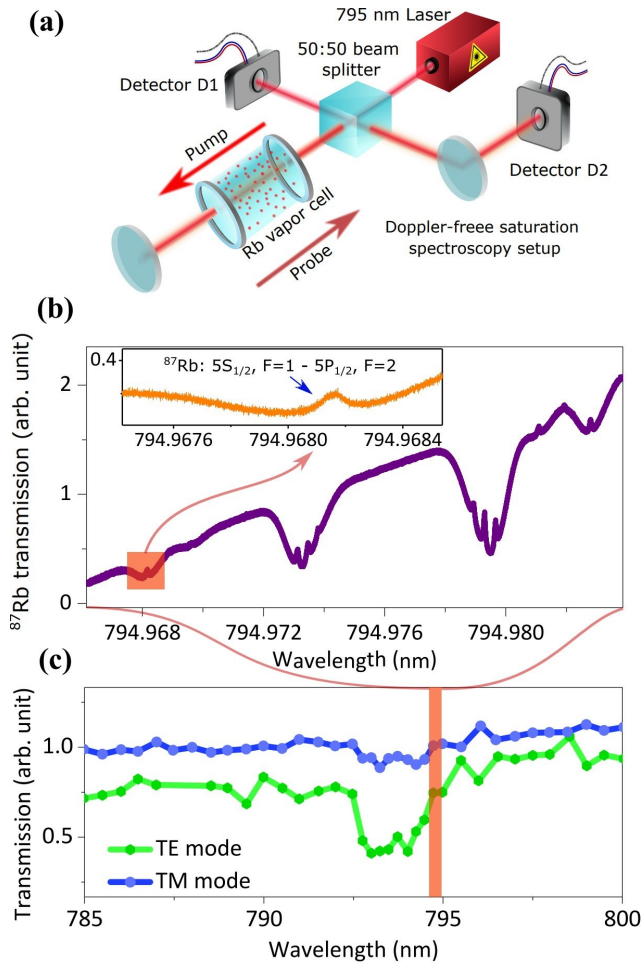 (a)
795 nm Laser
50:50 beam
splitter
Detector D1
Pump
Detector D2
Rb vapor cell
Probe
Doppler-freee saturation
spectroscopy setup
(b)
⁸⁷Rb transmission (arb. unit)
2
1
0
0.4
⁸⁷Rb: 5S₁/₂, F=1 - 5P₁/₂, F=2
794.9676 794.9680 794.9684
794.968 794.972 794.976 794.980
Wavelength (nm)
(c)
Transmission (arb. unit)
1.0
0.5
TE mode
TM mode
785 790 795 800
Wavelength (nm)